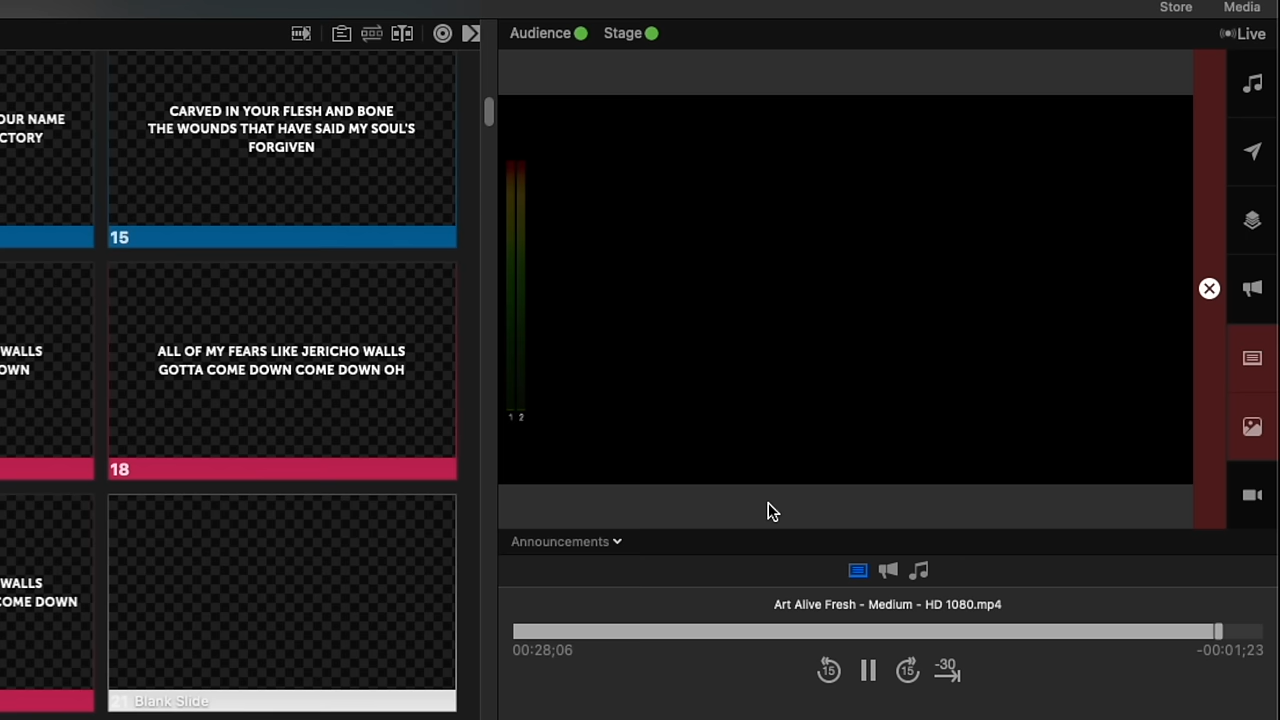 Store
Media
Audience
Stage
Live
OUR NAME
CTORY
CARVED IN YOUR FLESH AND BONE
THE WOUNDS THAT HAVE SAID MY SOUL'S
FORGIVEN
15
WALLS
OWN
ALL OF MY FEARS LIKE JERICHO WALLS
GOTTA COME DOWN COME DOWN OH
18
WALLS
COME DOWN
21 Blank Slide
1 2
Announcements
Art Alive Fresh - Medium - HD 1080.mp4
00:28;06
-00:01;23
15
15
-30